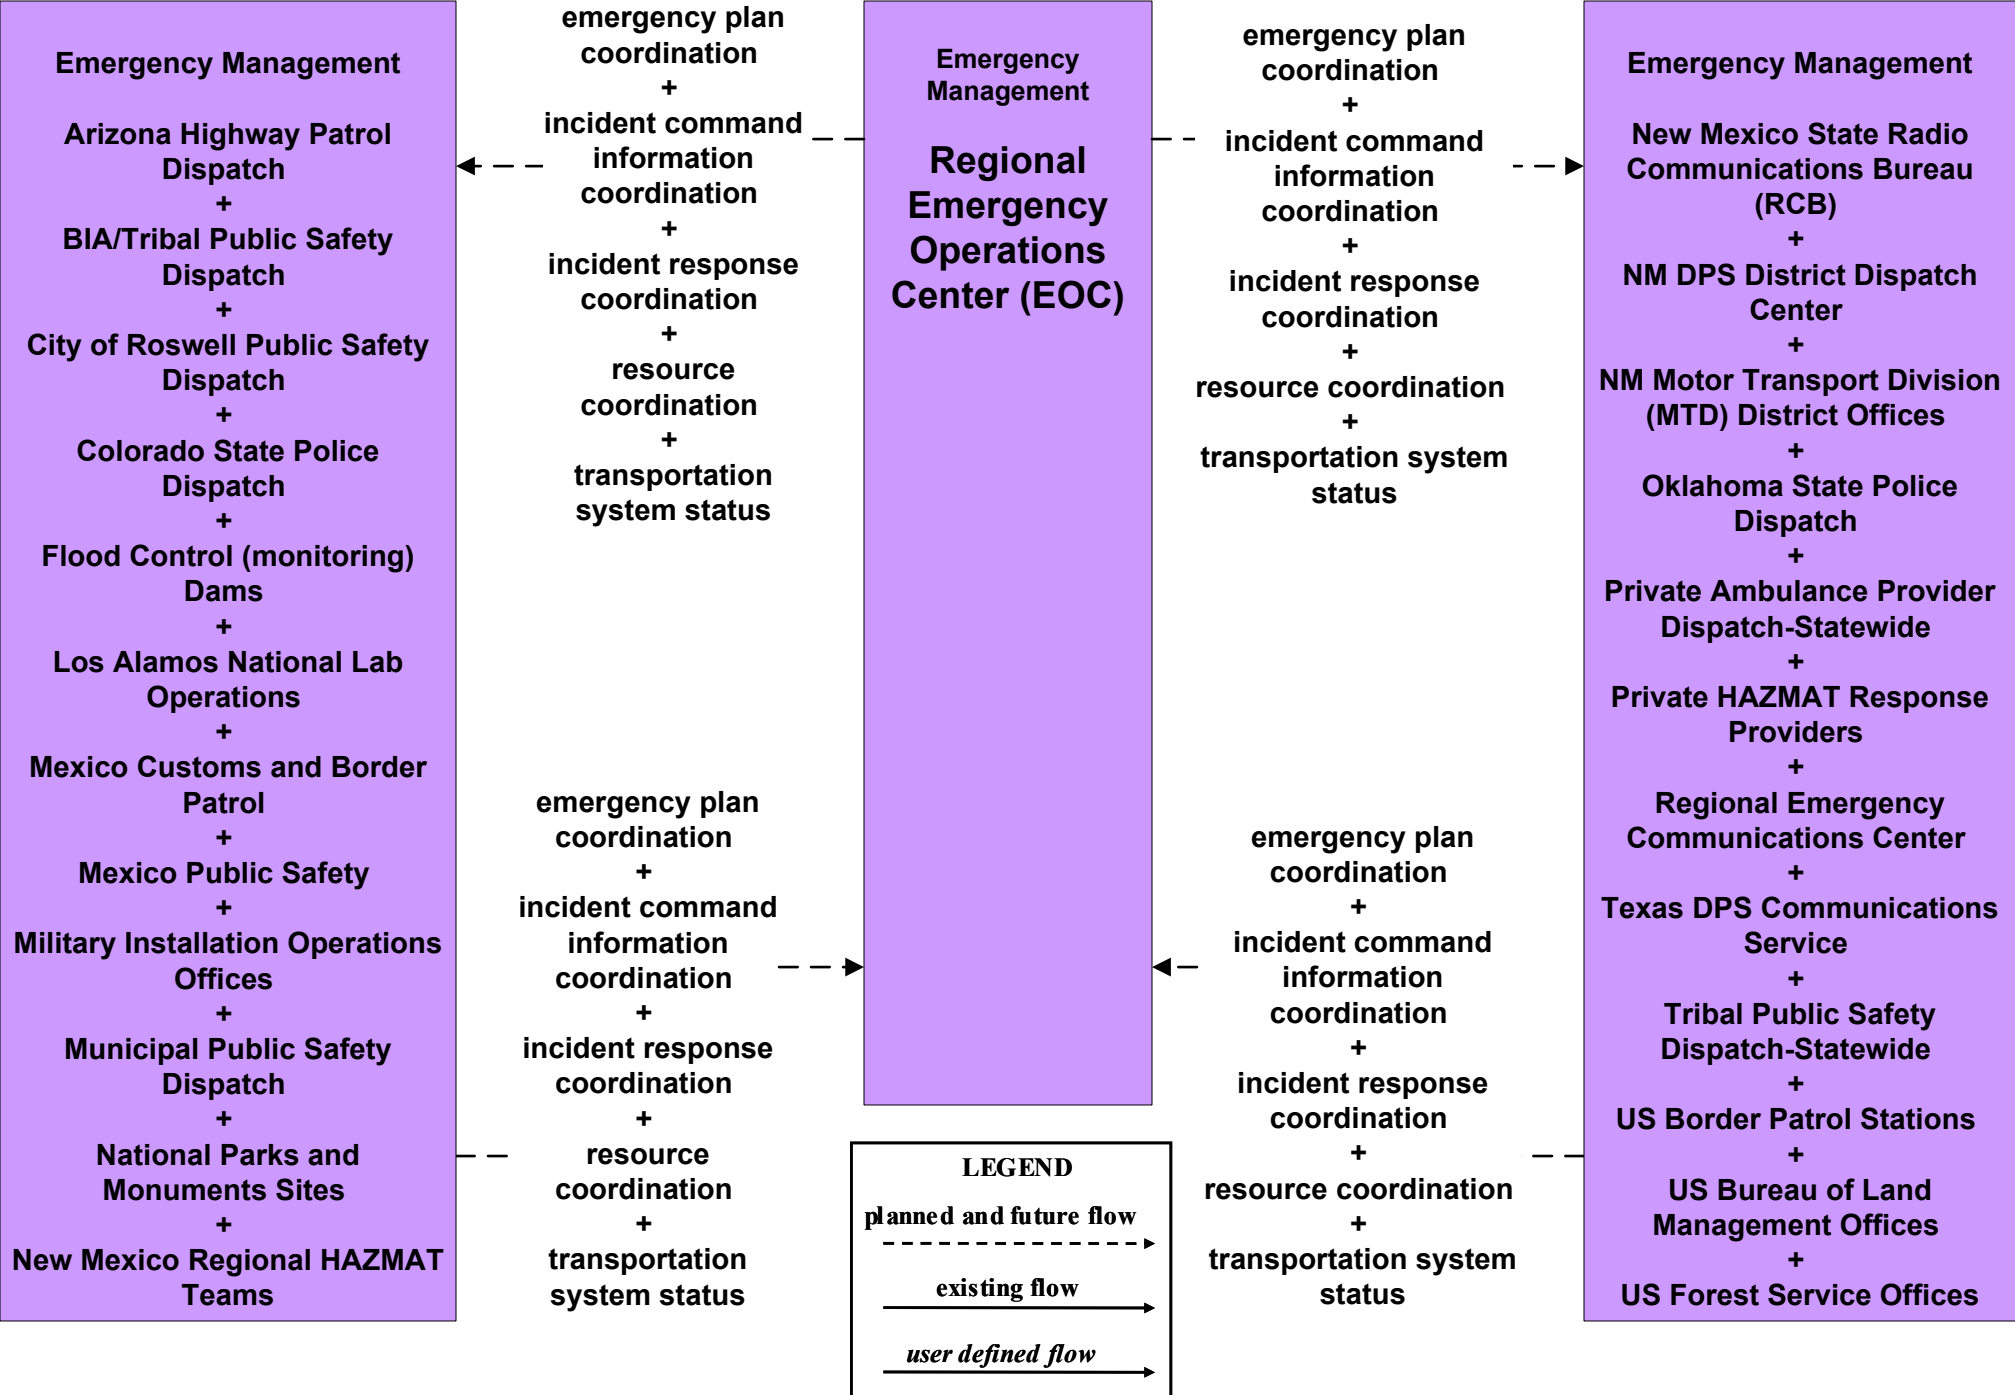 Emergency Management
Arizona Highway Patrol
Dispatch
+
BIA/Tribal Public Safety
Dispatch
+
City of Roswell Public Safety
Dispatch
+
Colorado State Police
Dispatch
+
Flood Control (monitoring)
Dams
+
Los Alamos National Lab
Operations
+
Mexico Customs and Border
Patrol
+
Mexico Public Safety
+
Military Installation Operations
Offices
+
Municipal Public Safety
Dispatch
+
National Parks and
Monuments Sites
+
New Mexico Regional HAZMAT
Teams
emergency plan
coordination
+
incident command
information
coordination
+
incident response
coordination
+
resource
coordination
+
transportation
system status
emergency plan
coordination
+
incident command
information
coordination
+
incident response
coordination
+
resource
coordination
+
transportation
system status
Emergency
Management
Regional
Emergency
Operations
Center (EOC)
LEGEND
planned and future flow
existing flow
user defined flow
emergency plan
coordination
+
incident command
information
coordination
+
incident response
coordination
+
resource coordination
+
transportation system
status
emergency plan
coordination
+
incident command
information
coordination
+
incident response
coordination
+
resource coordination
+
transportation system
status
Emergency Management
New Mexico State Radio
Communications Bureau
(RCB)
+
NM DPS District Dispatch
Center
+
NM Motor Transport Division
(MTD) District Offices
+
Oklahoma State Police
Dispatch
+
Private Ambulance Provider
Dispatch-Statewide
+
Private HAZMAT Response
Providers
+
Regional Emergency
Communications Center
+
Texas DPS Communications
Service
+
Tribal Public Safety
Dispatch-Statewide
+
US Border Patrol Stations
+
US Bureau of Land
Management Offices
+
US Forest Service Offices